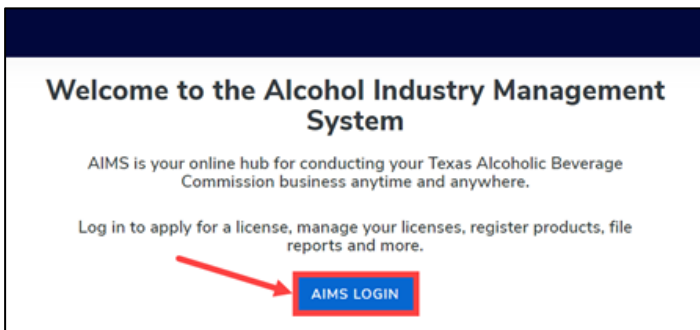 Welcome to the Alcohol Industry Management
System
AIMS is your online hub for conducting your Texas Alcoholic Beverage
Commission business anytime and anywhere.
Log in to apply for a license, manage your licenses, register products, file
reports and more.
AIMS LOGIN